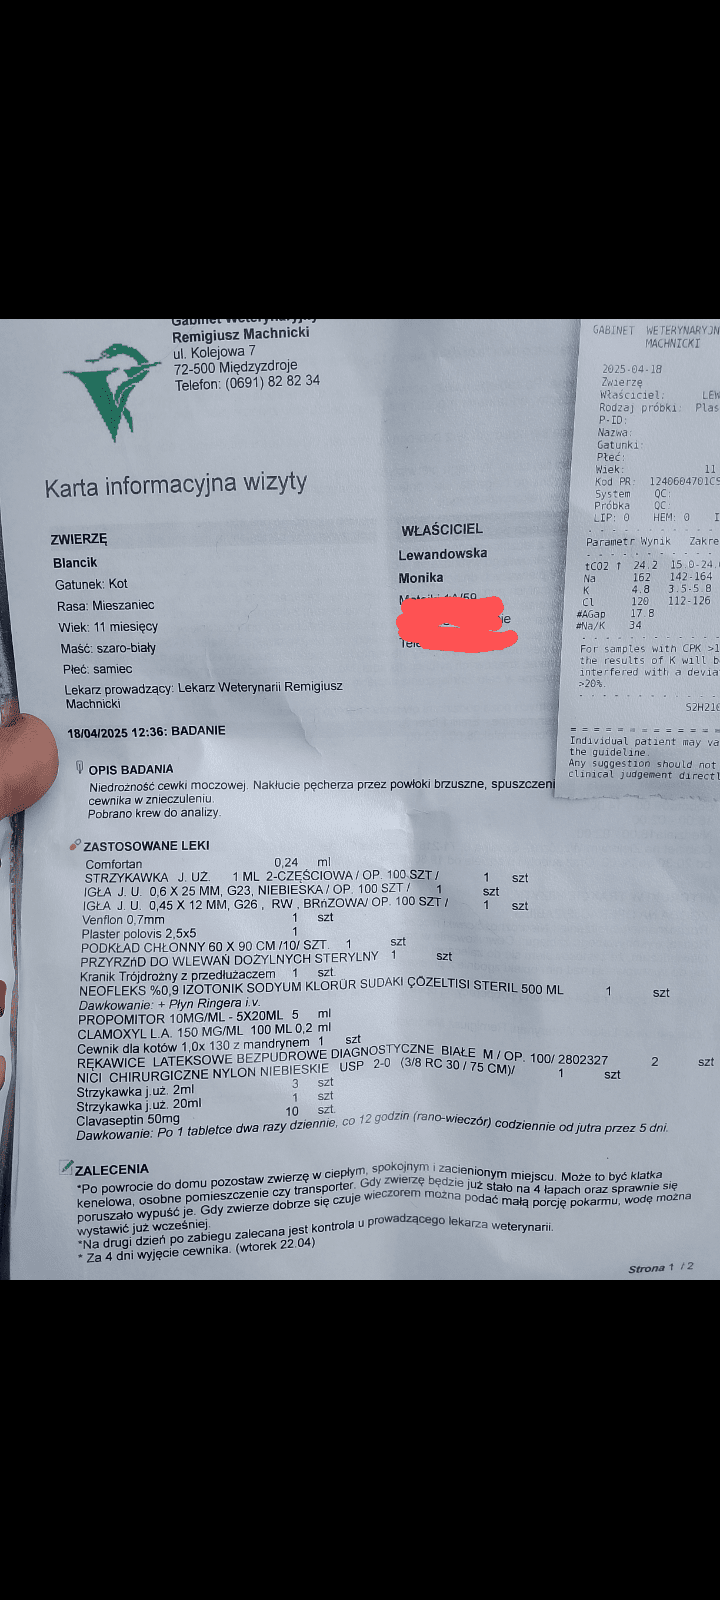 Gabinet Weterynaryjny
Remigiusz Machnicki
ul. Kolejowa 7
72-500 Międzyzdroje
Telefon: (0691) 82 82 34
Karta informacyjna wizyty
ZWIERZĘ
Blancik
Gatunek: Kot
Rasa: Mieszaniec
Wiek: 11 miesięcy
Maść: szaro-biały
Płeć: samiec
Lekarz prowadzący: Lekarz Weterynarii Remigiusz
Machnicki
WŁAŚCICIEL
Lewandowska
Monika
18/04/2025 12:36: BADANIE
OPIS BADANIA
Niedrożność cewki moczowej. Nakłucie pęcherza przez powłoki brzuszne, spuszczeni
cewnika w znieczuleniu.
Pobrano krew do analizy.
ZASTOSOWANE LEKI
Comfortan 0,24 ml
STRZYKAWKA J. UŻ. 1 ML 2-CZĘŚCIOWA / OP. 100 SZT / 1 szt
IGŁA J. U. 0,6 X 25 MM, G23, NIEBIESKA / OP. 100 SZT / 1 szt
IGŁA J. U. 0,45 X 12 MM, G26 , RW , BRńZOWA/ OP. 100 SZT / 1 szt
Venflon 0,7mm 1 szt
Plaster polovis 2,5x5 1
PODKŁAD CHŁONNY 60 X 90 CM /10/ SZT. 1 szt
PRZYRZńD DO WLEWAŃ DOŻYLNYCH STERYLNY 1 szt
Kranik Trójdrożny z przedłużaczem 1 szt.
NEOFLEKS %0,9 IZOTONIK SODYUM KLORÜR SUDAKI ÇÖZELTISI STERIL 500 ML 1 szt
Dawkowanie: + Płyn Ringera i.v.
PROPOMITOR 10MG/ML - 5X20ML 5 ml
CLAMOXYL L.A. 150 MG/ML 100 ML 0,2 ml
Cewnik dla kotów 1,0x 130 z mandrynem 1 szt
RĘKAWICE LATEKSOWE BEZPUDROWE DIAGNOSTYCZNE BIAŁE M / OP. 100/ 2802327 2 szt
NICI CHIRURGICZNE NYLON NIEBIESKIE USP 2-0 (3/8 RC 30 / 75 CM)/ 1 szt
Strzykawka j.uż. 2ml 3 szt
Strzykawka j.uż. 20ml 1 szt
Clavaseptin 50mg 10 szt.
Dawkowanie: Po 1 tabletce dwa razy dziennie, co 12 godzin (rano-wieczór) codziennie od jutra przez 5 dni.
ZALECENIA
*Po powrocie do domu pozostaw zwierzę w ciepłym, spokojnym i zacienionym miejscu. Może to być klatka
kenelowa, osobne pomieszczenie czy transporter. Gdy zwierzę będzie już stało na 4 łapach oraz sprawnie się
poruszało wypuść je. Gdy zwierze dobrze się czuje wieczorem można podać małą porcję pokarmu, wodę można
wystawić już wcześniej.
*Na drugi dzień po zabiegu zalecana jest kontrola u prowadzącego lekarza weterynarii.
* Za 4 dni wyjęcie cewnika. (wtorek 22.04)
Strona 1 / 2
GABINET WETERYNARYJN
MACHNICKI
2025-04-18
Zwierzę
Właściciel: LEW
Rodzaj próbki: Plas
P-ID:
Nazwa:
Gatunki:
Płeć:
Wiek: 11
Kod PR: 1240604701CS
System QC:
Próbka QC:
LIP: 0 HEM: 0 I
Parametr Wynik Zakre
tCO2 ↑ 24.2 15.0-24.0
Na 162 142-164
K 4.8 3.5-5.8
Cl 120 112-126
#AGap 17.8
#Na/K 34
For samples with CPK >1
the results of K will b
interfered with a devia
>20%.
S2H210
Individual patient may va
the guideline.
Any suggestion should not
clinical judgement directl